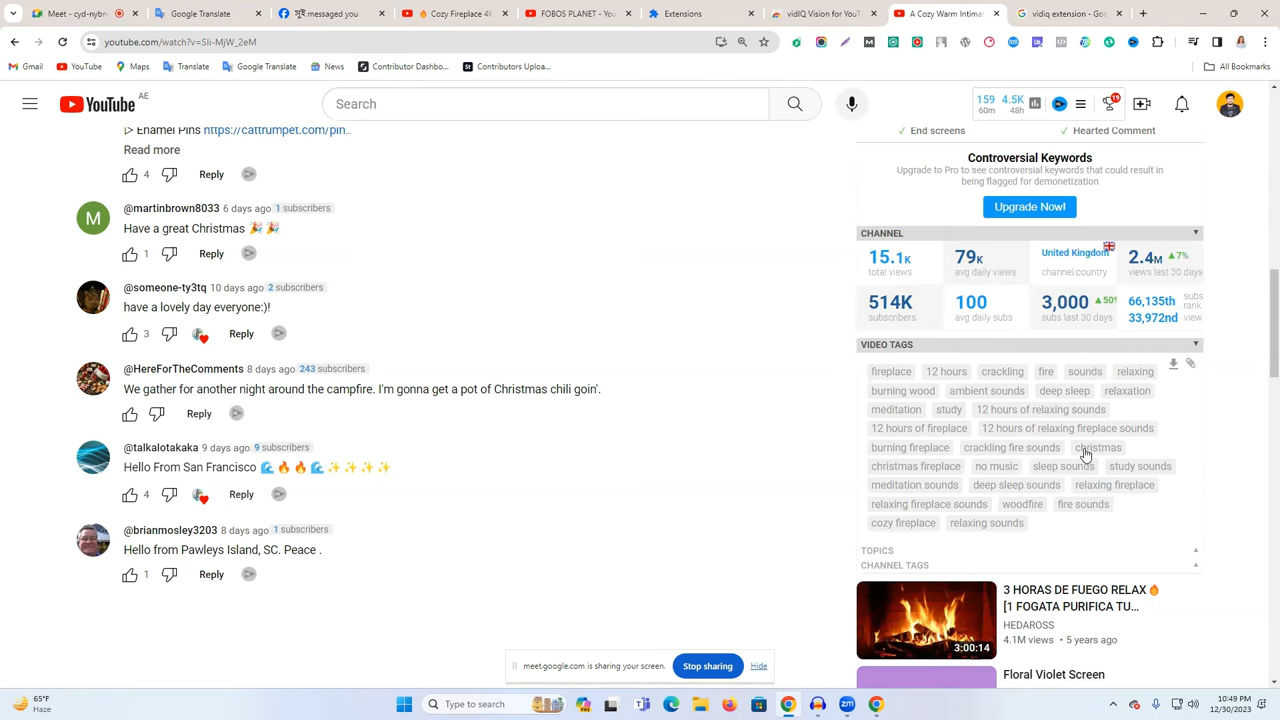 Meet - cyd-nybn-
Google Translate
messaged you
Cozy Fireplace 4K
FOBOS PLANET - You
Extensions
vidIQ Vision for YouT
A Cozy Warm Intimat
vidiq - Goo
youtube.com/watch?v=Sli-MjW_2eM
Gmail
YouTube
Maps
Translate
Google Translate
News
Contributor Dashbo...
Contributors Uploa...
All Bookmarks
YouTube AE
Search
159 60m
4.5K 48h
19
▷ Enamel Pins https://cattrumpet.com/pin...
Read more
4 Reply
@martinbrown8033 6 days ago 1 subscribers
M
Have a great Christmas 🎉 🎉
1 Reply
@someone-ty3tq 10 days ago 2 subscribers
have a lovely day everyone:)!
3 Reply
@HereForTheComments 8 days ago 243 subscribers
We gather for another night around the campfire. I'm gonna get a pot of Christmas chili goin'.
Reply
@talkalotakaka 9 days ago 9 subscribers
Hello From San Francisco 🌊 🔥 🔥 🌊 ✨ ✨ ✨ ✨
4 Reply
@brianmosley3203 8 days ago 1 subscribers
Hello from Pawleys Island, SC. Peace .
1 Reply
✓ End screens ✓ Hearted Comment
Controversial Keywords
Upgrade to Pro to see controversial keywords that could result in
being flagged for demonetization
Upgrade Now!
CHANNEL
15.1K total views
79K avg daily views
United Kingdom channel country
2.4M ▲7% views last 30 days
514K subscribers
100 avg daily subs
3,000 ▲50% subs last 30 days
66,135th subs rank
33,972nd view
VIDEO TAGS
fireplace 12 hours crackling fire sounds relaxing
burning wood ambient sounds deep sleep relaxation
meditation study 12 hours of relaxing sounds
12 hours of fireplace 12 hours of relaxing fireplace sounds
burning fireplace crackling fire sounds christmas
christmas fireplace no music sleep sounds study sounds
meditation sounds deep sleep sounds relaxing fireplace
relaxing fireplace sounds woodfire fire sounds
cozy fireplace relaxing sounds
TOPICS
CHANNEL TAGS
3 HORAS DE FUEGO RELAX🔥
[1 FOGATA PURIFICA TU...
HEDAROSS
4.1M views • 5 years ago
3:00:14
Floral Violet Screen
meet.google.com is sharing your screen.
Stop sharing
Hide
65°F
Haze
Type here to search
10:49 PM
12/30/2023